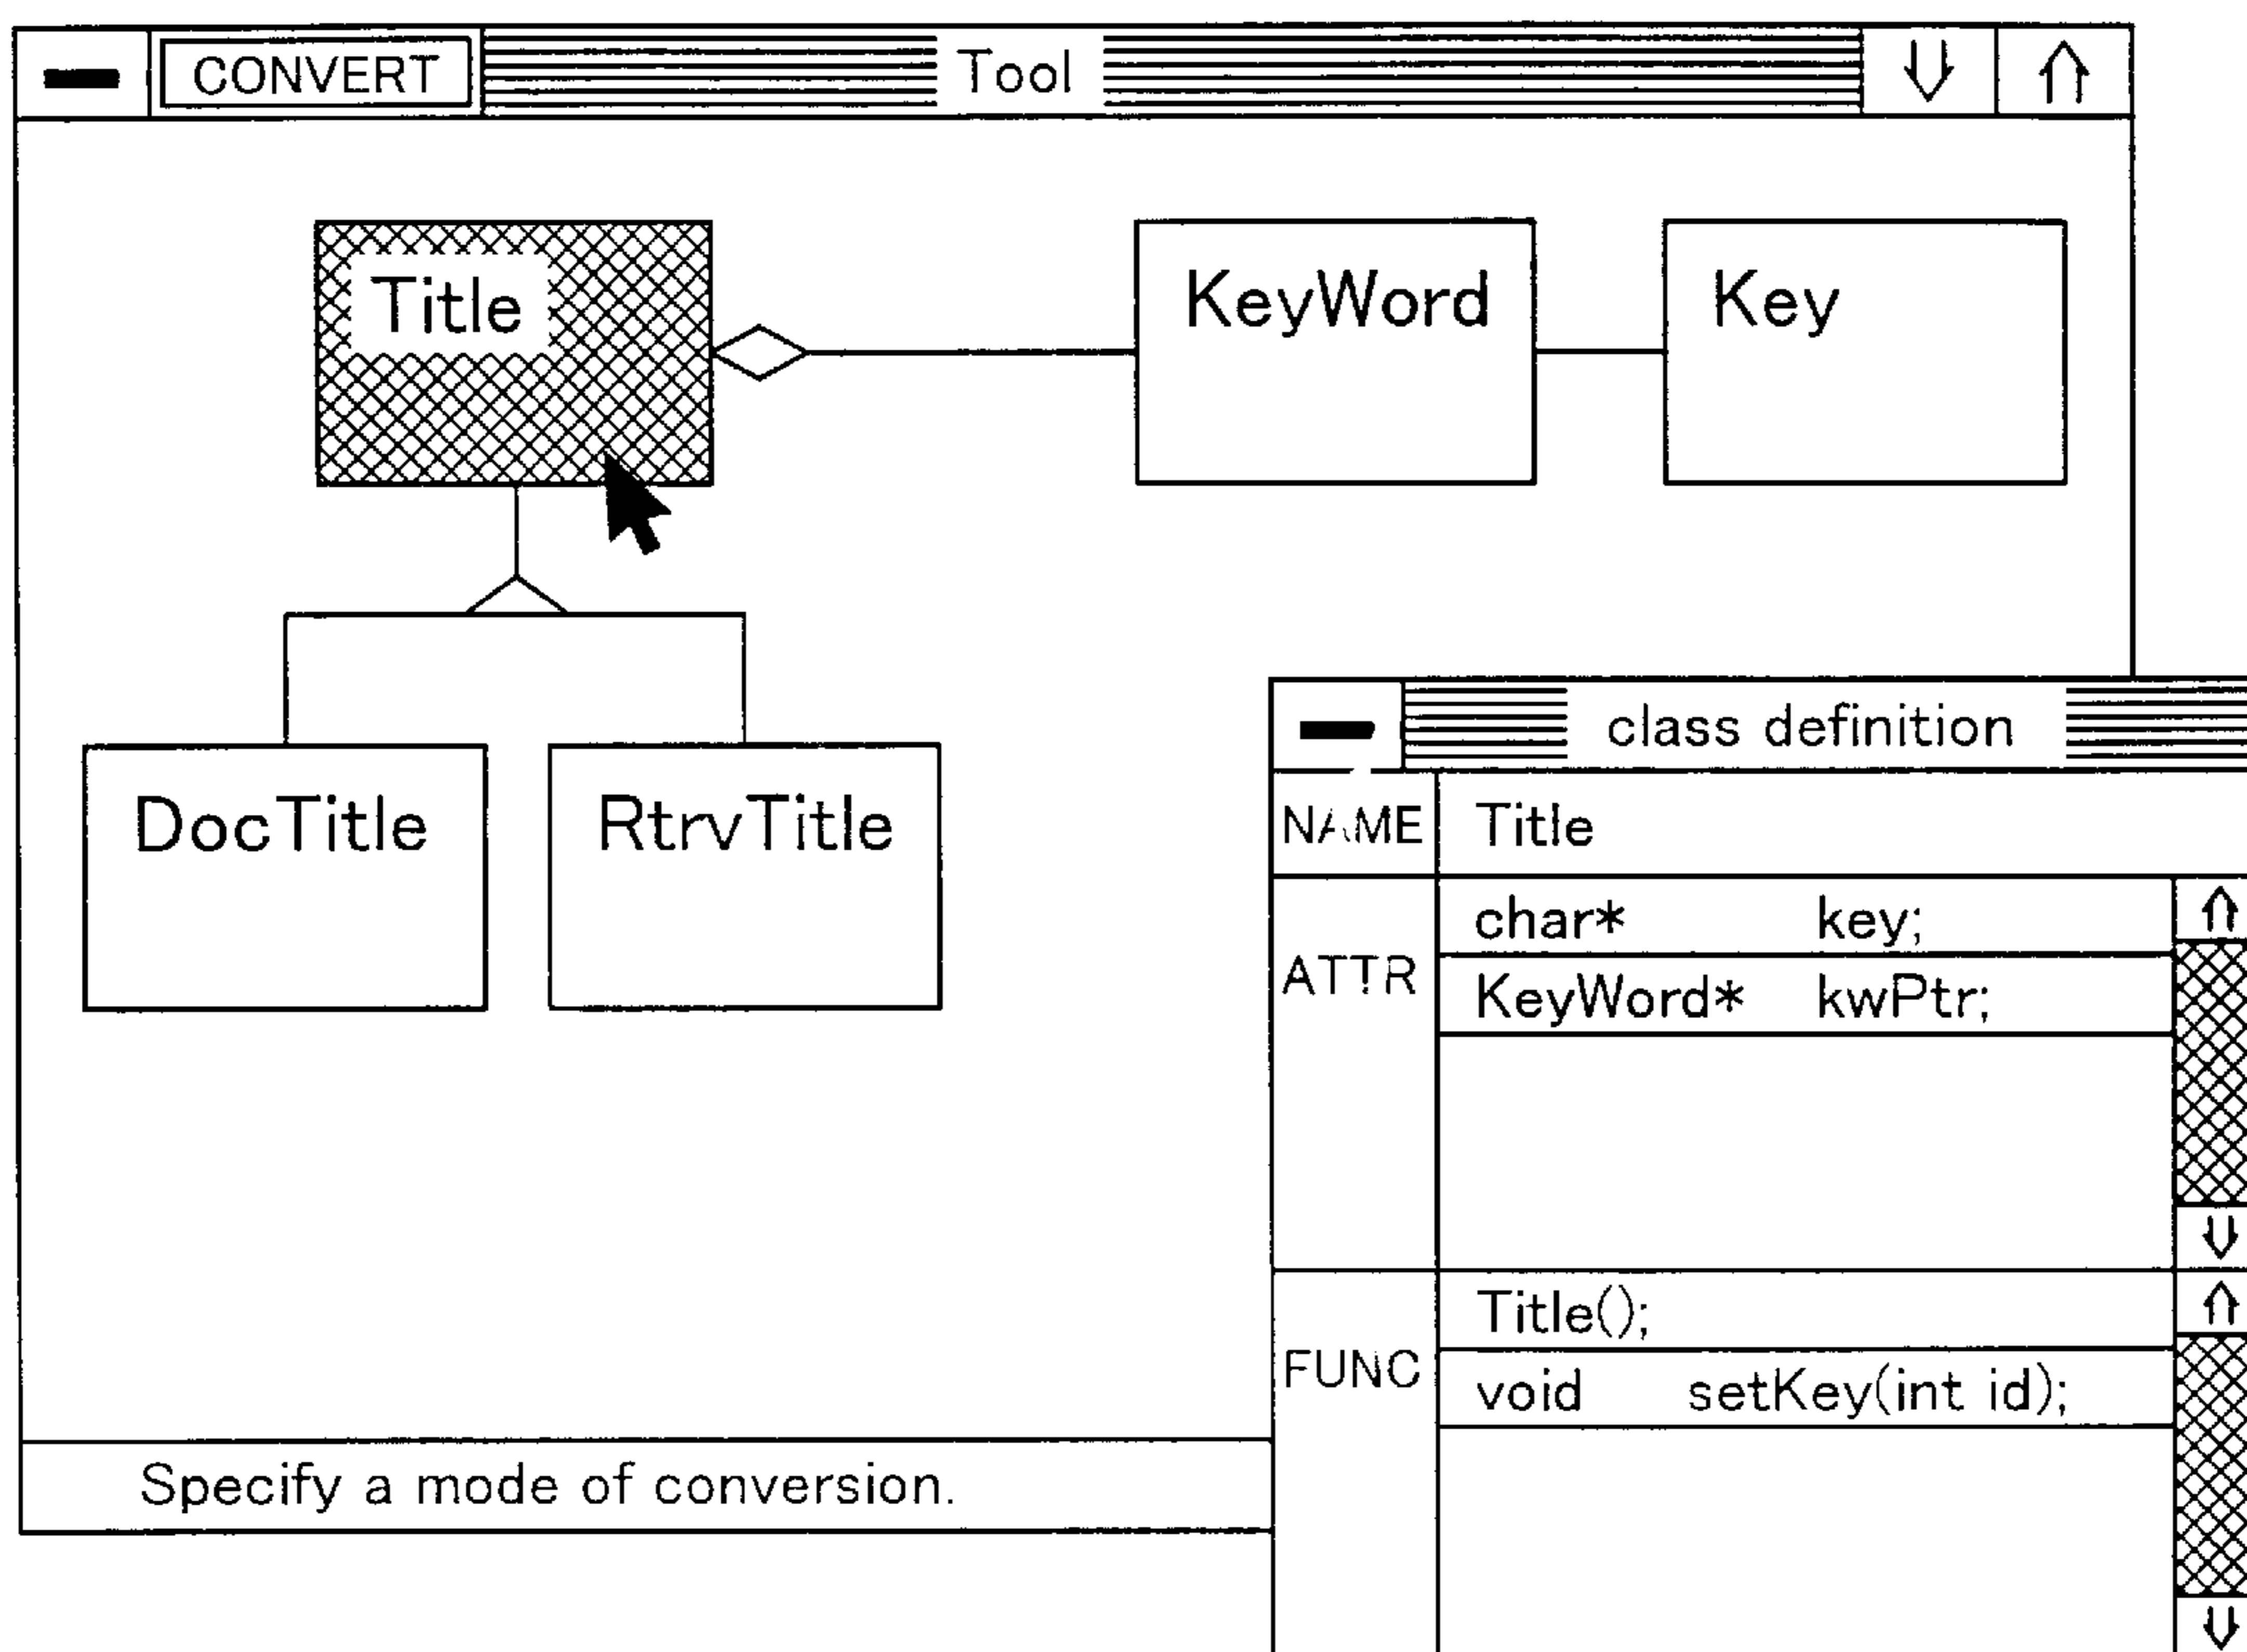 CONVERT Tool
Title KeyWord Key
DocTitle RtrvTitle
class definition
NAME Title
ATTR
char* key;
KeyWord* kwPtr;
FUNC
Title();
void setKey(int id);
Specify a mode of conversion.